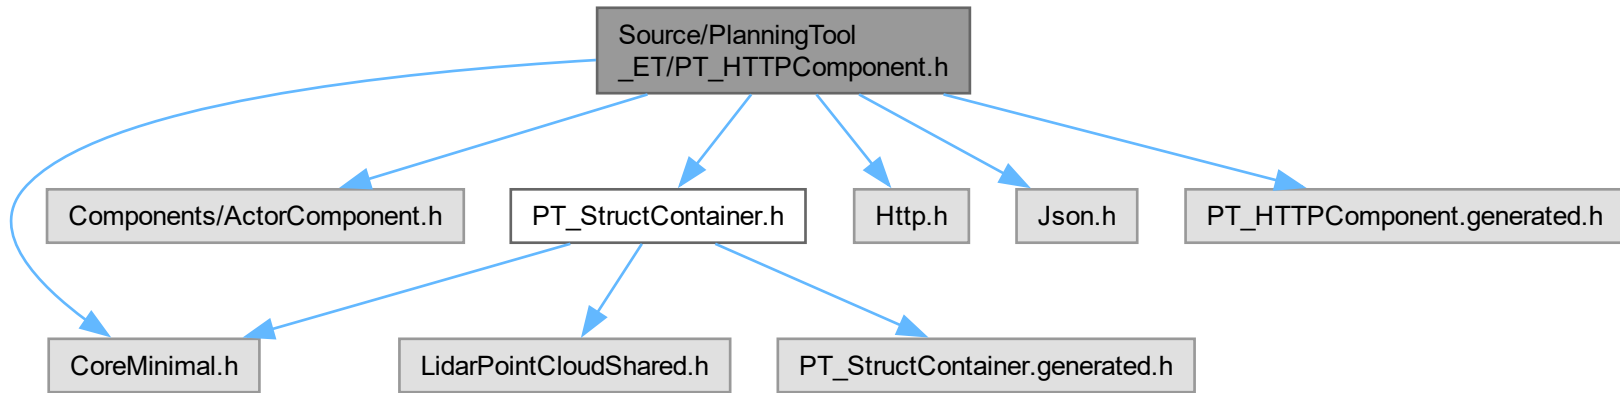 Source/PlanningTool
_ET/PT_HTTPComponent.h
Components/ActorComponent.h
PT_StructContainer.h
Http.h
Json.h
PT_HTTPComponent.generated.h
CoreMinimal.h
LidarPointCloudShared.h
PT_StructContainer.generated.h